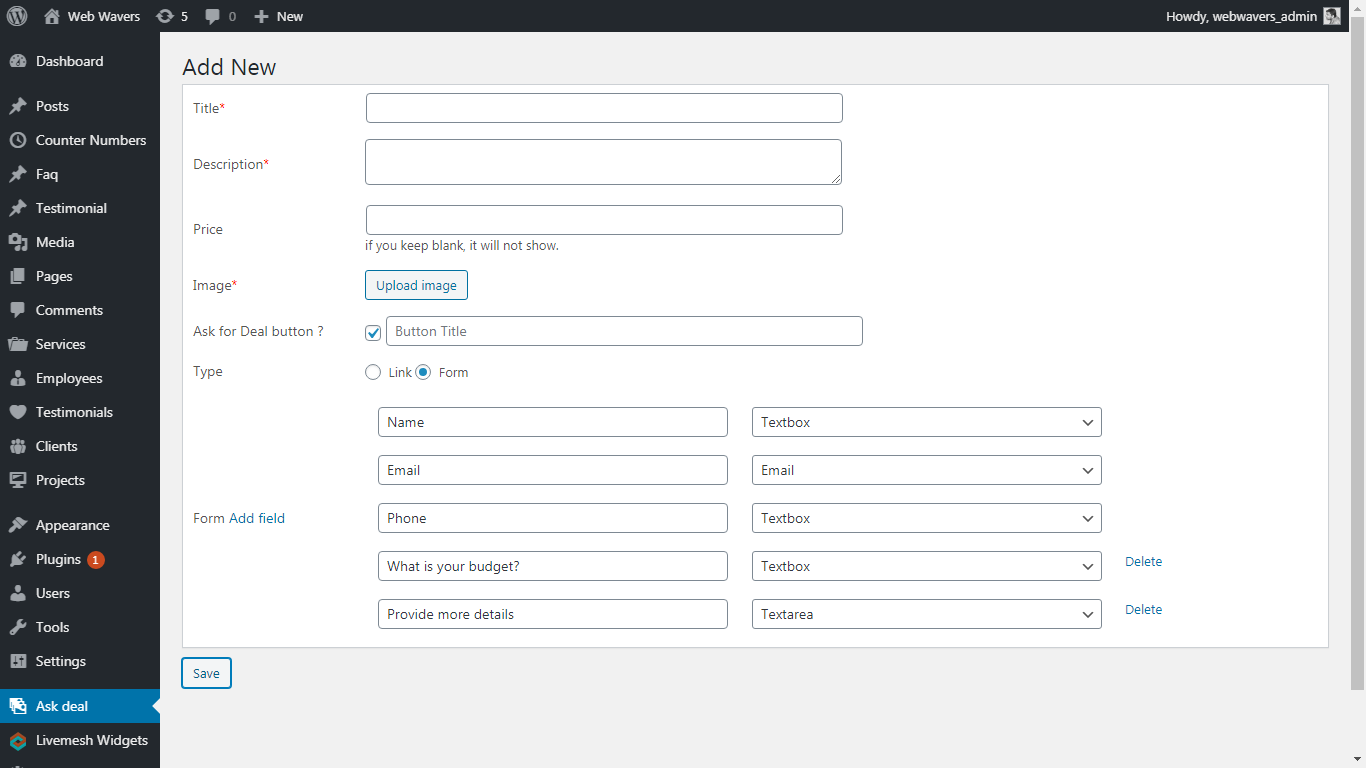 Web Wavers 5 0 New Howdy, webwavers_admin
Dashboard
Posts
Counter Numbers
Faq
Testimonial
Media
Pages
Comments
Services
Employees
Testimonials
Clients
Projects
Appearance
Plugins 1
Users
Tools
Settings
Ask deal
Livemesh Widgets
Add New
Title*
Description*
Price
if you keep blank, it will not show.
Image* Upload image
Ask for Deal button ? Button Title
Type Link Form
Name Textbox
Email Email
Form Add field Phone Textbox
What is your budget? Textbox Delete
Provide more details Textarea Delete
Save